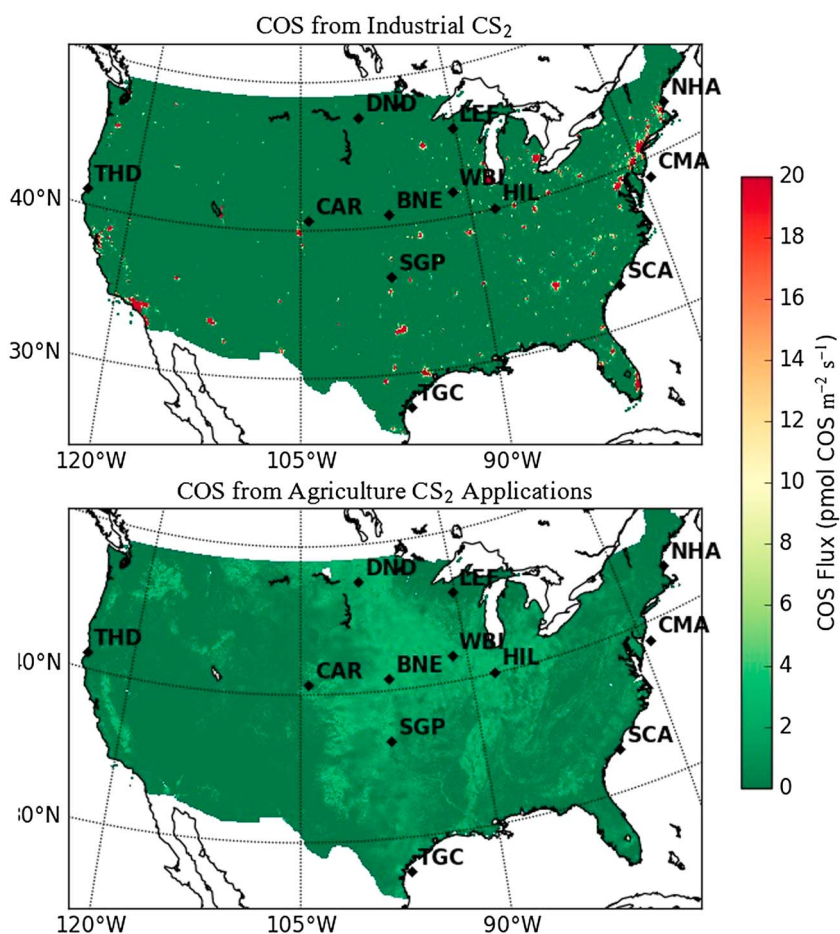 COS from Industrial CS₂
NHA
DND
LEF
CMA
THD
WBI
HIL
CAR
BNE
40°N
SGP
SCA
30°N
TGC
120°W
105°W
90°W
COS from Agriculture CS₂ Applications
NHA
DND
LEF
CMA
THD
WBI
HIL
CAR
BNE
0°N
SGP
SCA
0°N
TGC
120°W
105°W
90°W
20
18
16
14
12
10
8
6
4
2
0
COS Flux (pmol COS m⁻² s⁻¹)